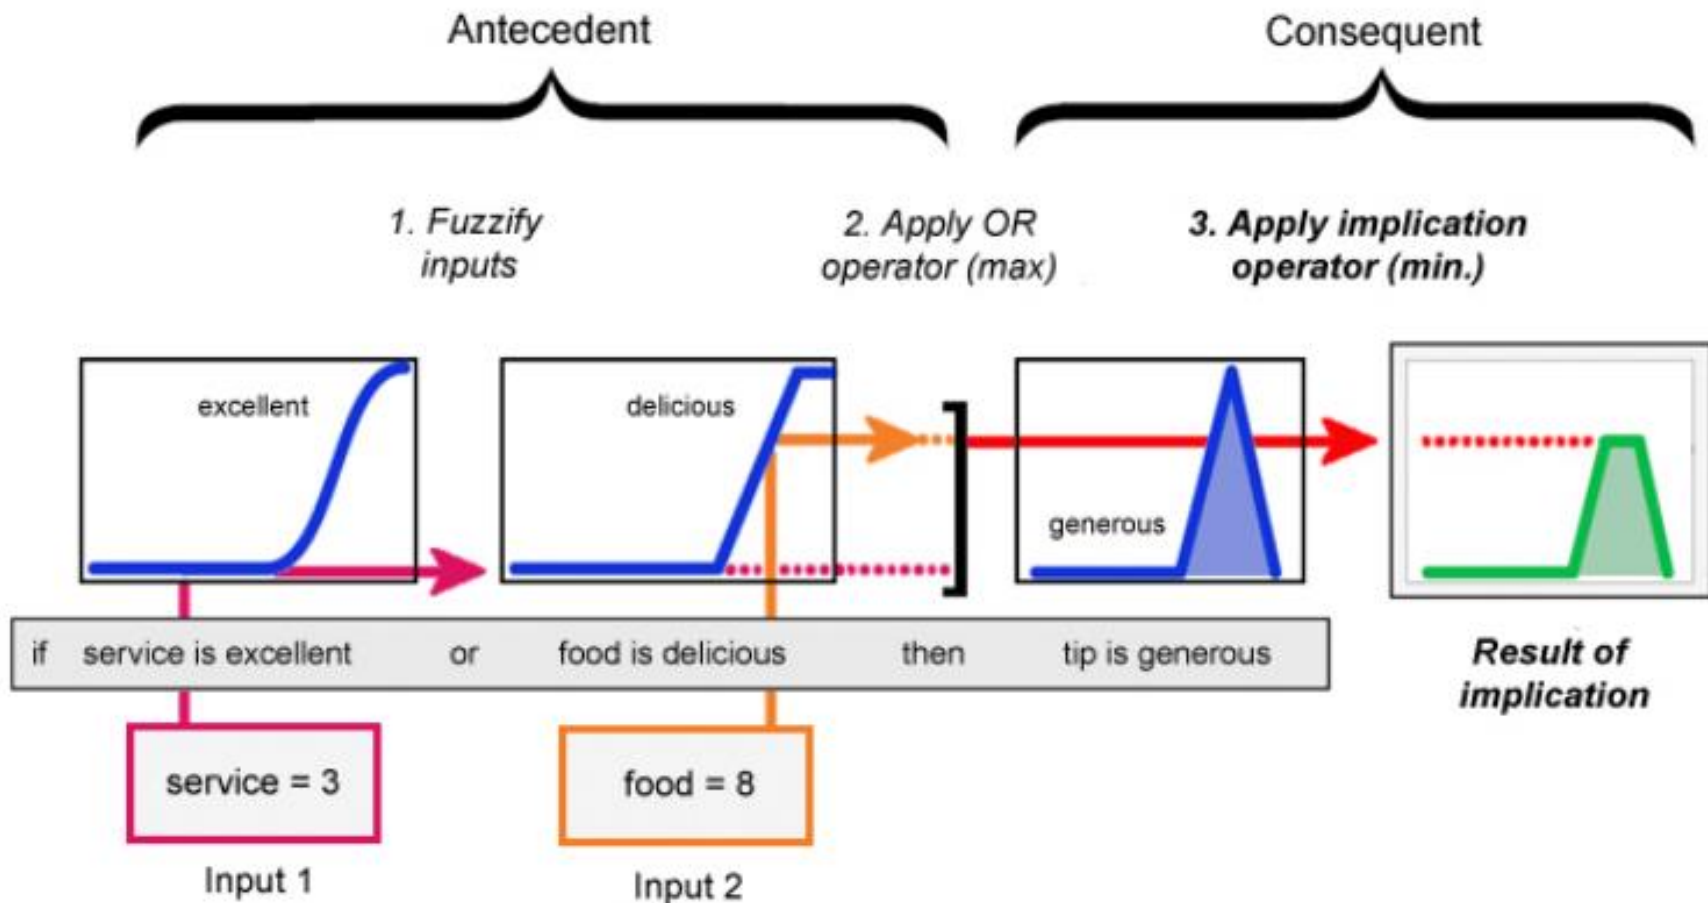 Antecedent
Consequent
1. Fuzzify
inputs
2. Apply OR
operator (max)
3. Apply implication
operator (min.)
excellent
delicious
generous
if service is excellent or food is delicious then tip is generous
Result of
implication
service = 3
food = 8
Input 1
Input 2